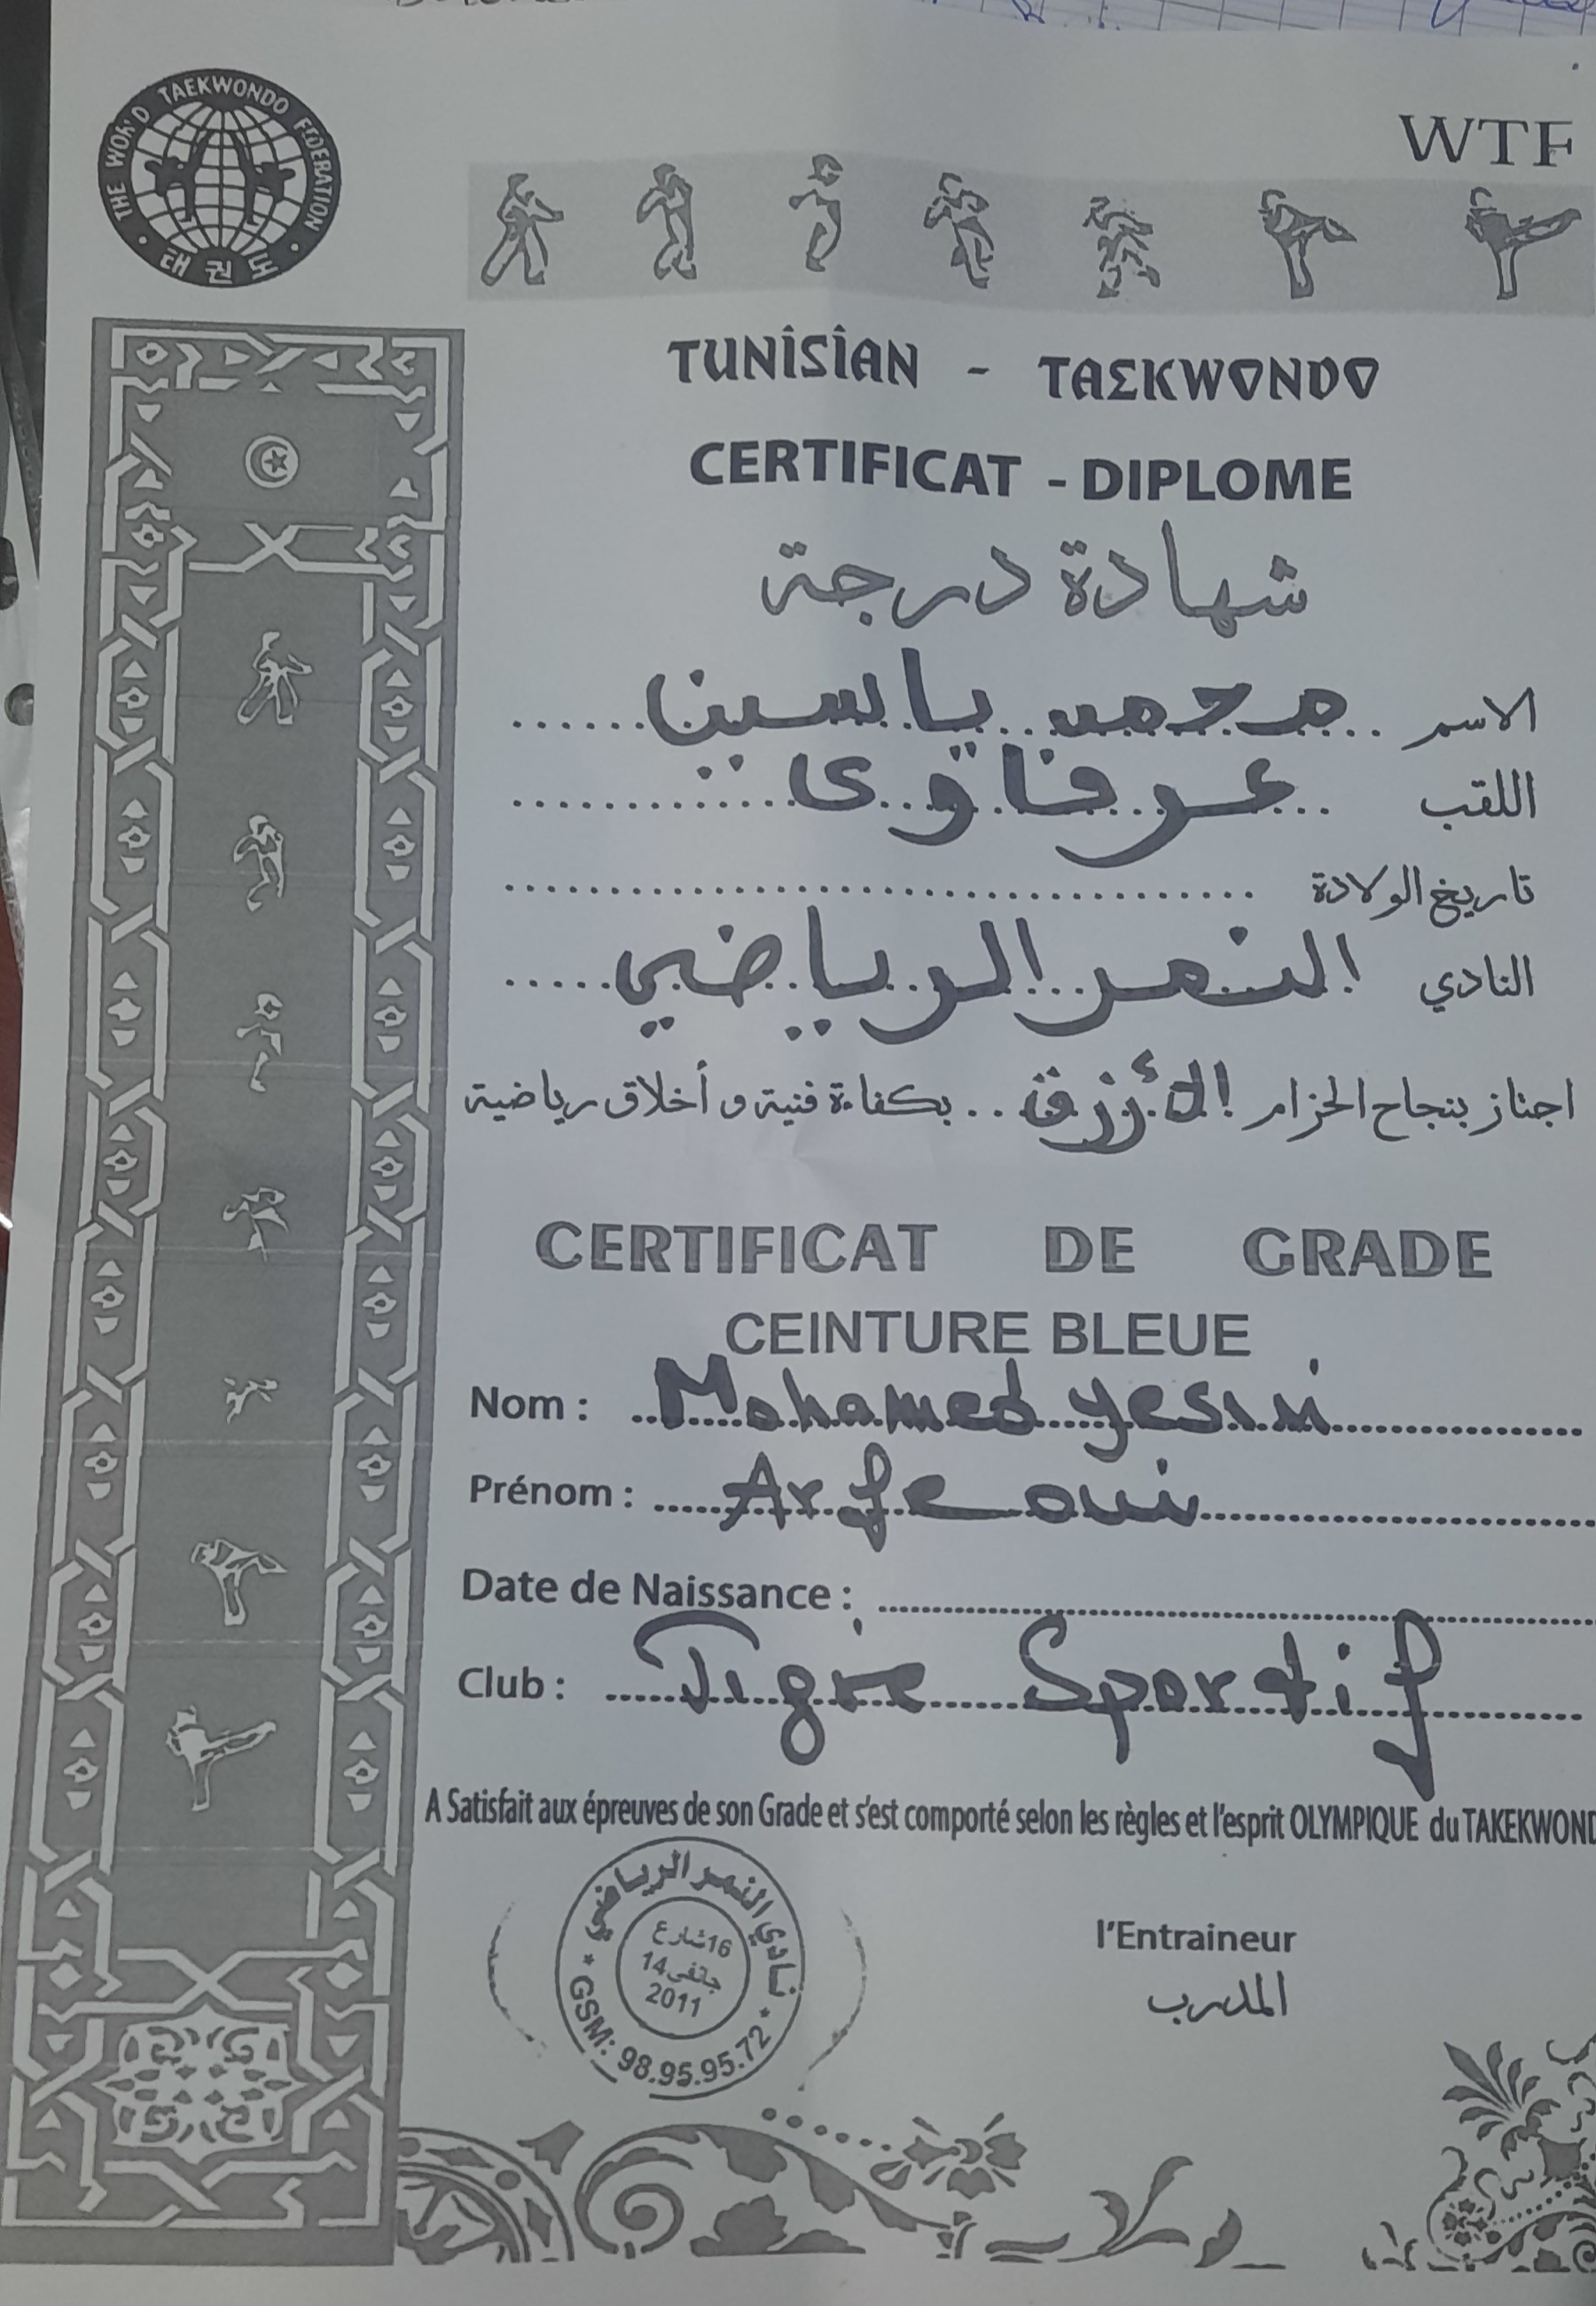 THE WORLD TAEKWONDO FEDERATION
태권도
WTF
TUNISIAN - TAEKWONDO
CERTIFICAT - DIPLOME
شهادة درجة
الاسم محمد ياسين
اللقب عرفاوي
تاريخ الولادة
النادي النمر الرياضي
اجتاز بنجاح الحزام الأزرق بكفاءة فنية و أخلاق رياضية
CERTIFICAT DE GRADE
CEINTURE BLEUE
Nom : Mohamed yesin
Prénom : Arfeoui
Date de Naissance :
Club : Tigre Sportif
A Satisfait aux épreuves de son Grade et s'est comporté selon les règles et l'esprit OLYMPIQUE du TAKEKWOND
نادي النمر الرياضي
16 شارع
14 جانفي
2011
GSM: 98.95.95.72
l'Entraineur
المدرب